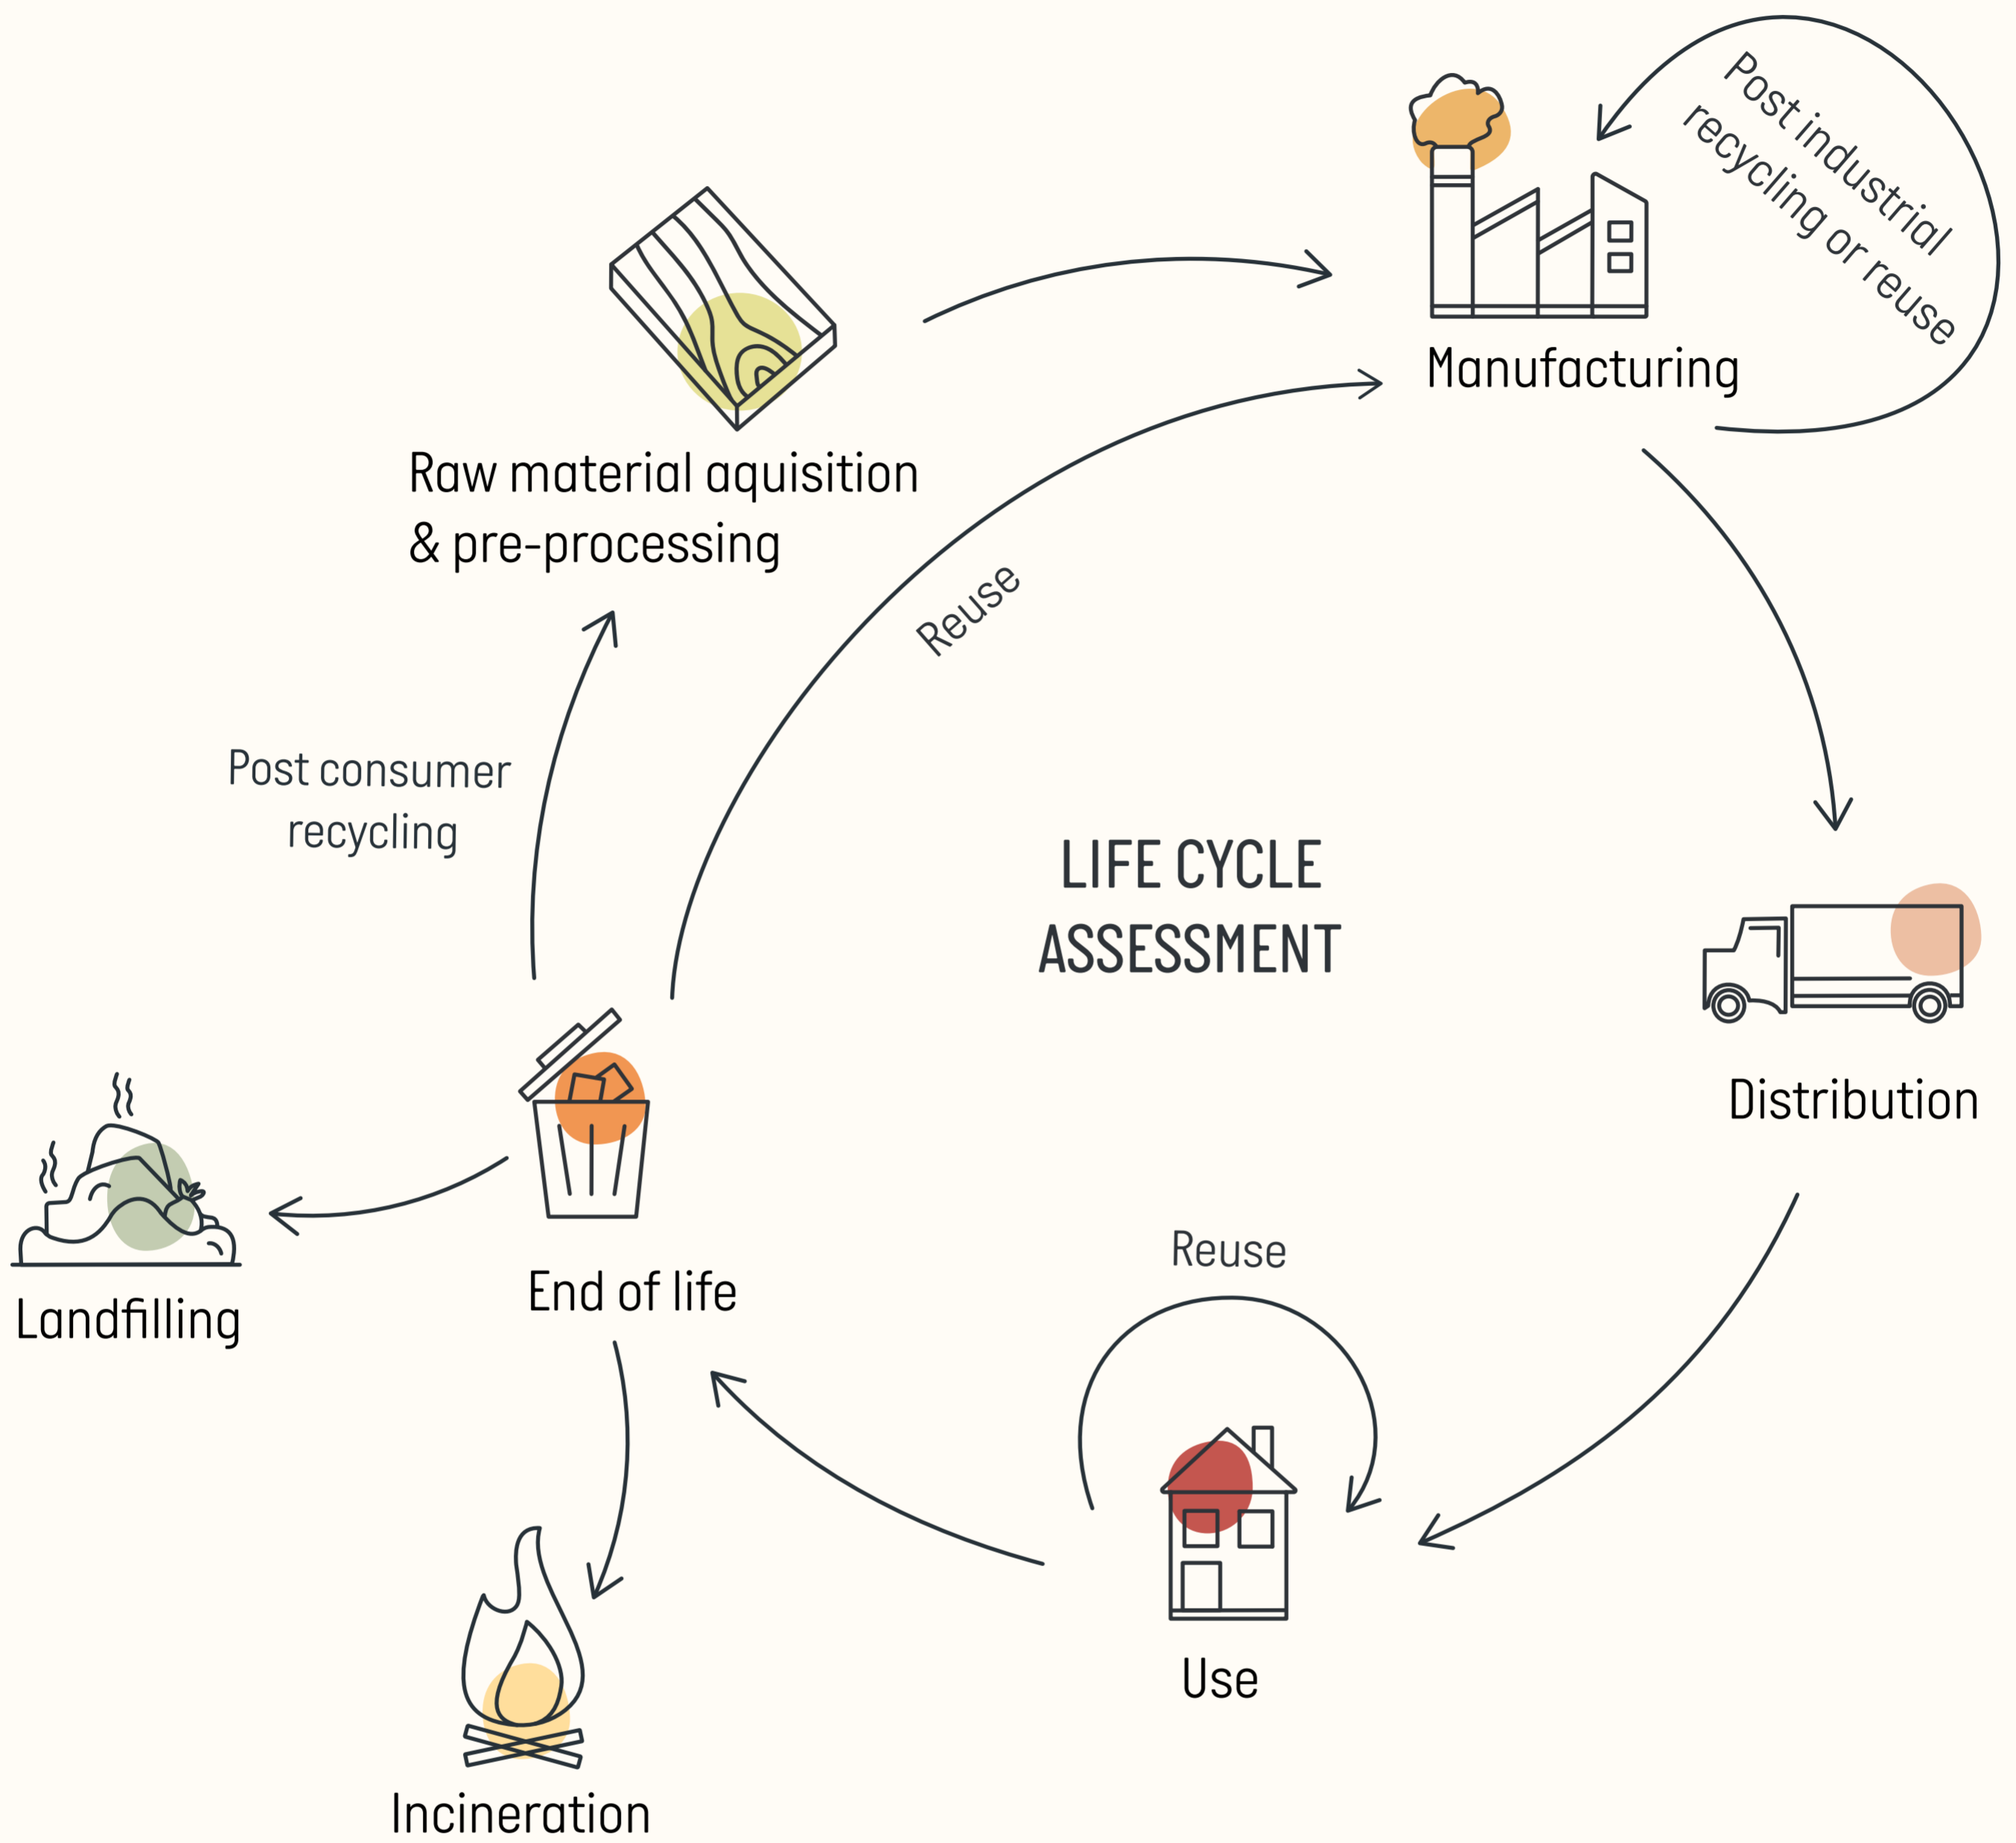 Post industrial
recycling or reuse
Manufacturing
Raw material aquisition
& pre-processing
Reuse
Post consumer
recycling
LIFE CYCLE
ASSESSMENT
Distribution
End of life
Landfilling
Reuse
Use
Incineration